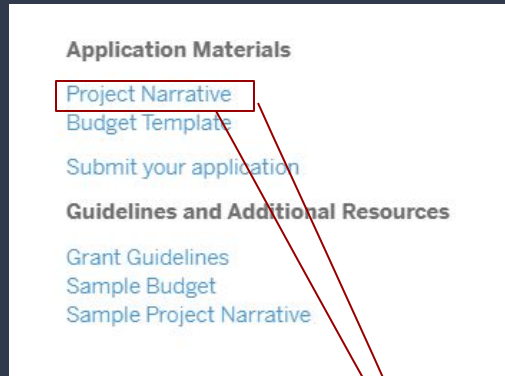 Application Materials
Project Narrative
Budget Template
Submit your application
Guidelines and Additional Resources
Grant Guidelines
Sample Budget
Sample Project Narrative